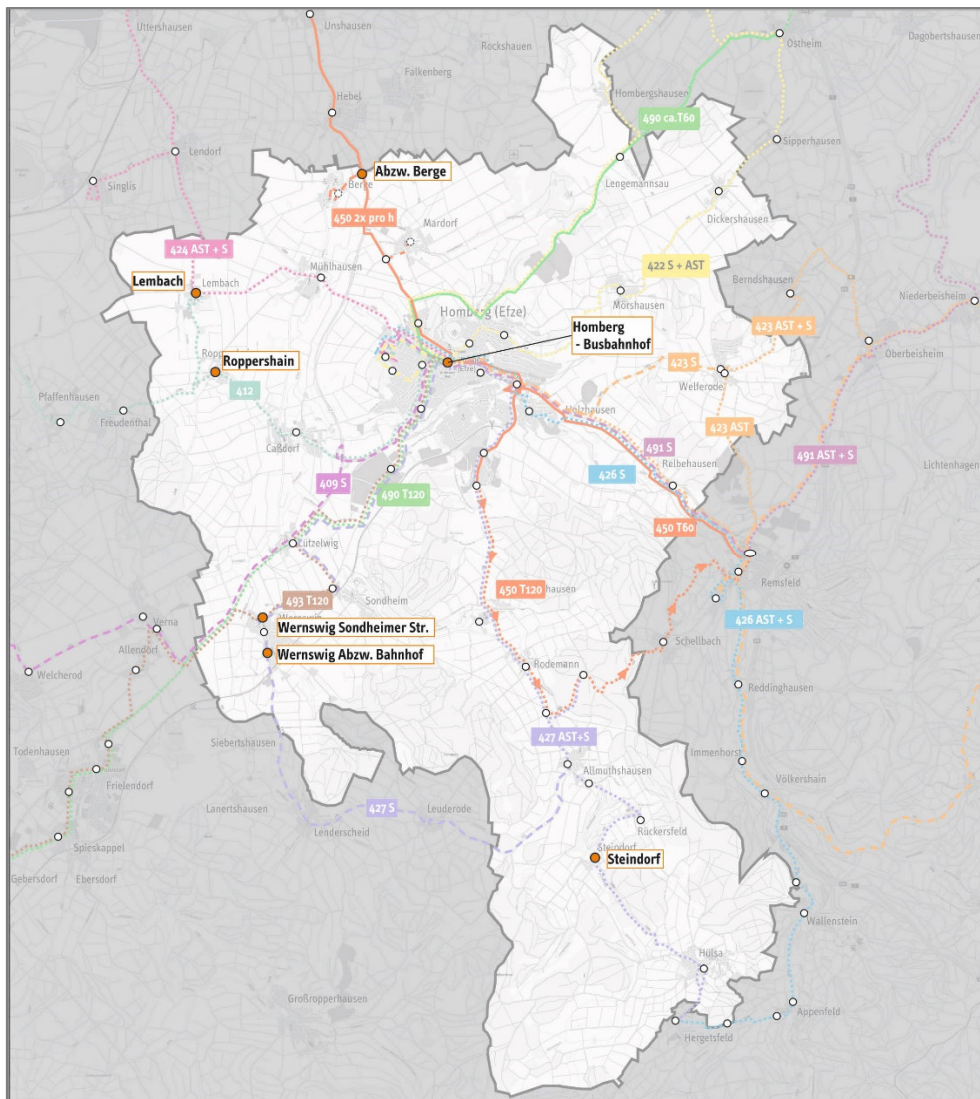 Uttershausen
Unshausen
Dagobertshausen
Rockshauen
Ostheim
Falkenberg
Hombergshausen
Hebel
490 ca.T60
Sipperhausen
Lendorf
Singlis
Abzw. Berge
Berge
Lengemannsau
Dickershausen
450 2x pro h
Mardorf
424 AST + S
Mühlhausen
422 S + AST
Lembach
Lembach
Berndshausen
Mörshausen
Niederbeisheim
Homberg (Efze)
423 AST + S
Homberg
- Busbahnhof
Oberbeisheim
Roppershain
423 S
Welferode
412
Pfaffenhausen
Freudenthal
Holzhausen
423 AST
Caßdorf
491 S
491 AST + S
Relbehausen
Lichtenhagen
409 S
426 S
490 T120
450 T60
Lützelwig
Remsfeld
493 T120
Sondheim
450 T120
426 AST + S
Verna
Wernswig Sondheimer Str.
Allendorf
Wernswig Abzw. Bahnhof
Schellbach
Welcherod
Rodemann
Reddinghausen
Siebertshausen
427 AST+S
Todenhausen
Immenhorst
Allmuthshausen
Völkershain
Frielendorf
Lanertshausen
427 S
Leuderode
Lenderscheid
Rückersfeld
Spieskappel
Steindorf
Steindorf
Gebersdorf
Ebersdorf
Wallenstein
Hülsa
Großropperhausen
Appenfeld
Hergetsfeld